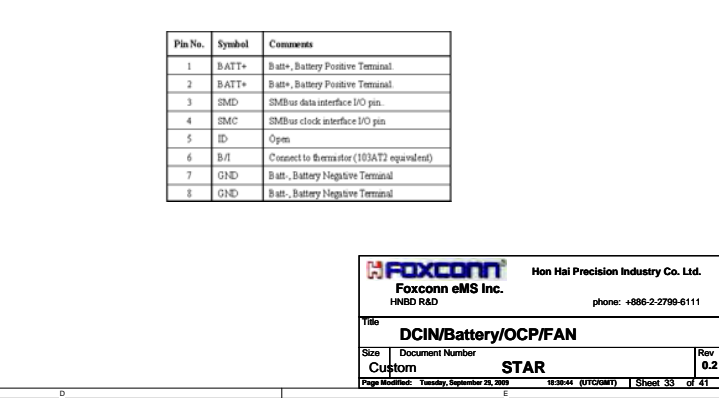 Pin No. Symbol Comments
1 BATT+ Batt+, Battery Positive Terminal.
2 BATT+ Batt+, Battery Positive Terminal.
3 SMD SMBus data interface I/O pin.
4 SMC SMBus clock interface I/O pin
5 ID Open
6 B/I Connect to thermistor (103AT2 equivalent)
7 GND Batt-, Battery Negative Terminal
8 GND Batt-, Battery Negative Terminal
FOXCONN Hon Hai Precision Industry Co. Ltd.
Foxconn eMS Inc.
HNBD R&D phone: +886-2-2799-6111
Title
DCIN/Battery/OCP/FAN
Size Document Number Rev
Custom STAR 0.2
Page Modified: Tuesday, September 29, 2009 18:30:44 (UTC/GMT) Sheet 33 of 41
D E